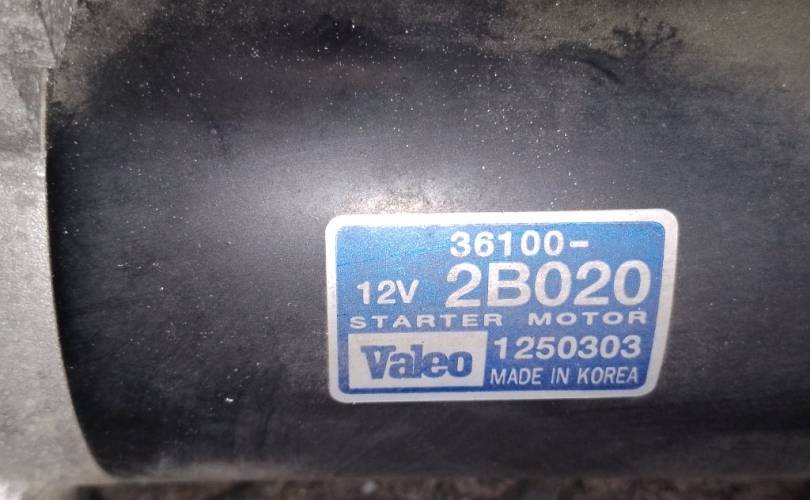 36100-
12V 2B020
STARTER MOTOR
Valeo 1250303
MADE IN KOREA